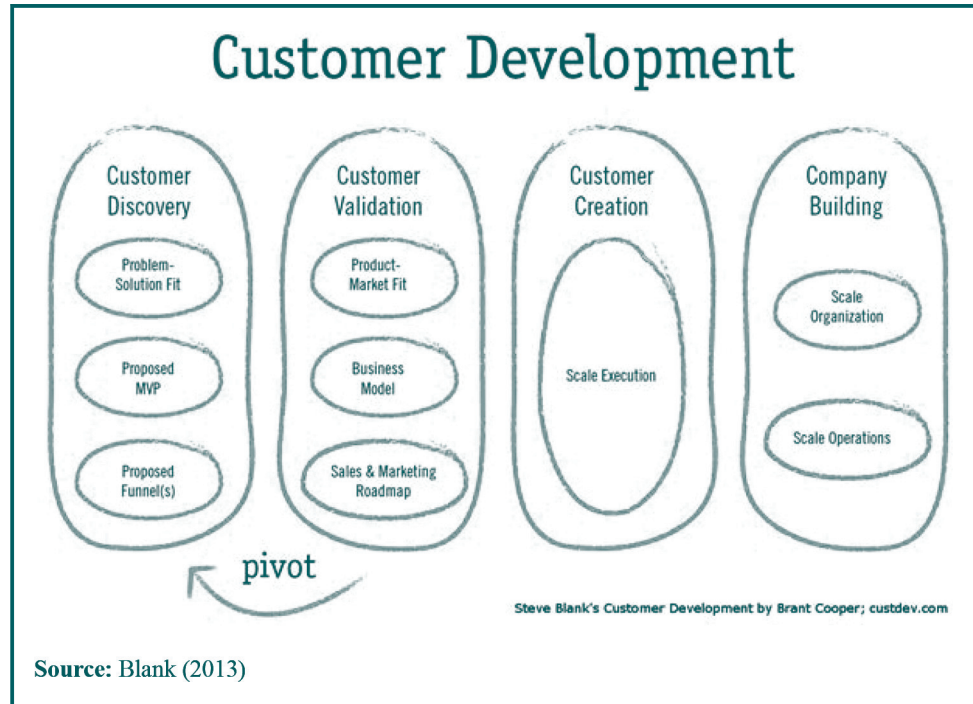 Customer Development
Customer
Discovery
Problem-
Solution Fit
Proposed
MVP
Proposed
Funnel(s)
Customer
Validation
Product-
Market Fit
Business
Model
Sales & Marketing
Roadmap
Customer
Creation
Scale Execution
Company
Building
Scale
Organization
Scale Operations
pivot
Steve Blank's Customer Development by Brant Cooper; custdev.com
Source: Blank (2013)